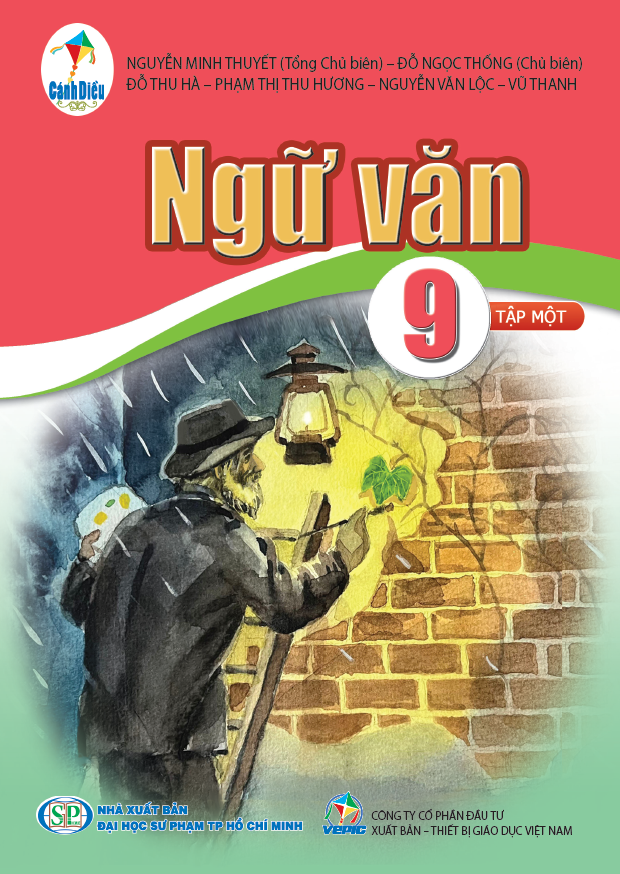 Cánh Diều
NGUYỄN MINH THUYẾT (Tổng Chủ biên) – ĐỖ NGỌC THỐNG (Chủ biên)
ĐỖ THU HÀ – PHẠM THỊ THU HƯƠNG – NGUYỄN VĂN LỘC – VŨ THANH
Ngữ văn
9
TẬP MỘT
SP
NHÀ XUẤT BẢN
ĐẠI HỌC SƯ PHẠM TP HỒ CHÍ MINH
VEPIC
CÔNG TY CỔ PHẦN ĐẦU TƯ
XUẤT BẢN – THIẾT BỊ GIÁO DỤC VIỆT NAM